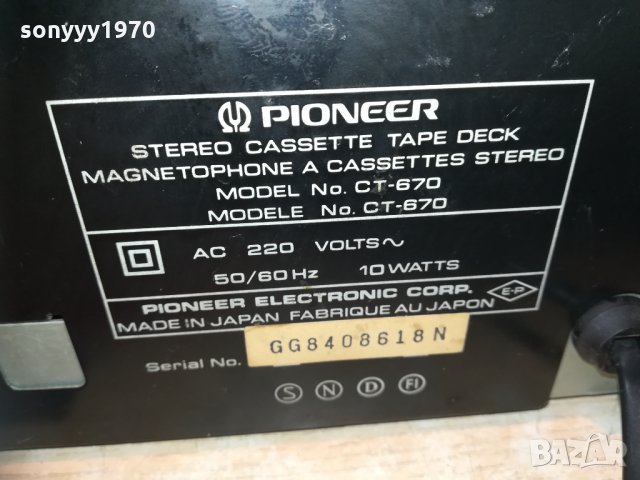 sonyyy1970
PIONEER
STEREO CASSETTE TAPE DECK
MAGNETOPHONE A CASSETTES STEREO
MODEL No. CT-670
MODELE No. CT-670
AC 220 VOLTS~
50/60Hz 10WATTS
PIONEER ELECTRONIC CORP.
MADE IN JAPAN FABRIQUE AU JAPON
E-P
Serial No. GG8408618N
S N D FI
BAZAR